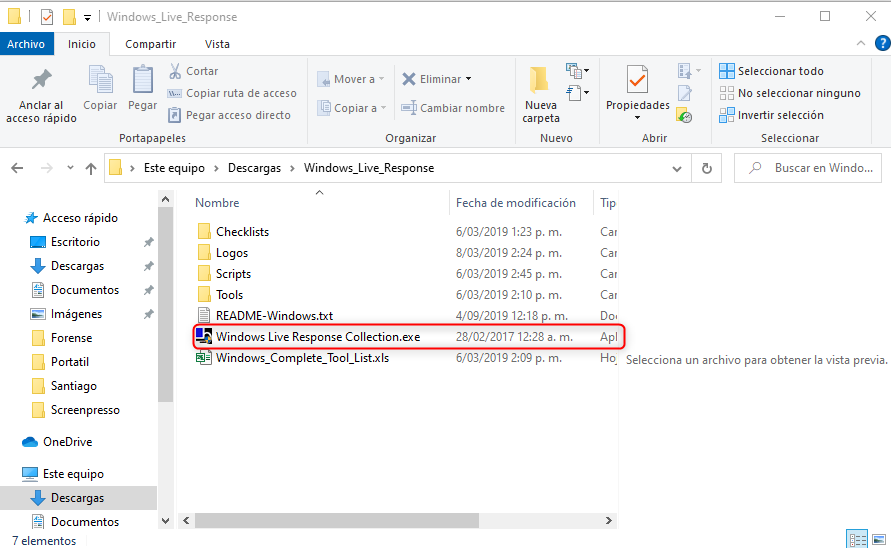 Windows_Live_Response
Archivo Inicio Compartir Vista
Anclar al acceso rápido
Copiar
Pegar
Cortar
Copiar ruta de acceso
Pegar acceso directo
Portapapeles
Mover a
Copiar a
Eliminar
Cambiar nombre
Organizar
Nueva carpeta
Nuevo
Propiedades
Abrir
Seleccionar todo
No seleccionar ninguno
Invertir selección
Seleccionar
Este equipo > Descargas > Windows_Live_Response
Buscar en Windo...
Acceso rápido
Escritorio
Descargas
Documentos
Imágenes
Forense
Portatil
Santiago
Screenpresso
OneDrive
Este equipo
Descargas
Documentos
Nombre Fecha de modificación Tip
Checklists 6/03/2019 1:23 p. m. Car
Logos 8/03/2019 2:24 p. m. Car
Scripts 6/03/2019 2:45 p. m. Car
Tools 6/03/2019 2:10 p. m. Car
README-Windows.txt 4/09/2019 12:18 p. m. Doc
Windows Live Response Collection.exe 28/02/2017 12:28 a. m. Apl
Windows_Complete_Tool_List.xls 6/03/2019 2:09 p. m. Hoj
Selecciona un archivo para obtener la vista previa.
7 elementos